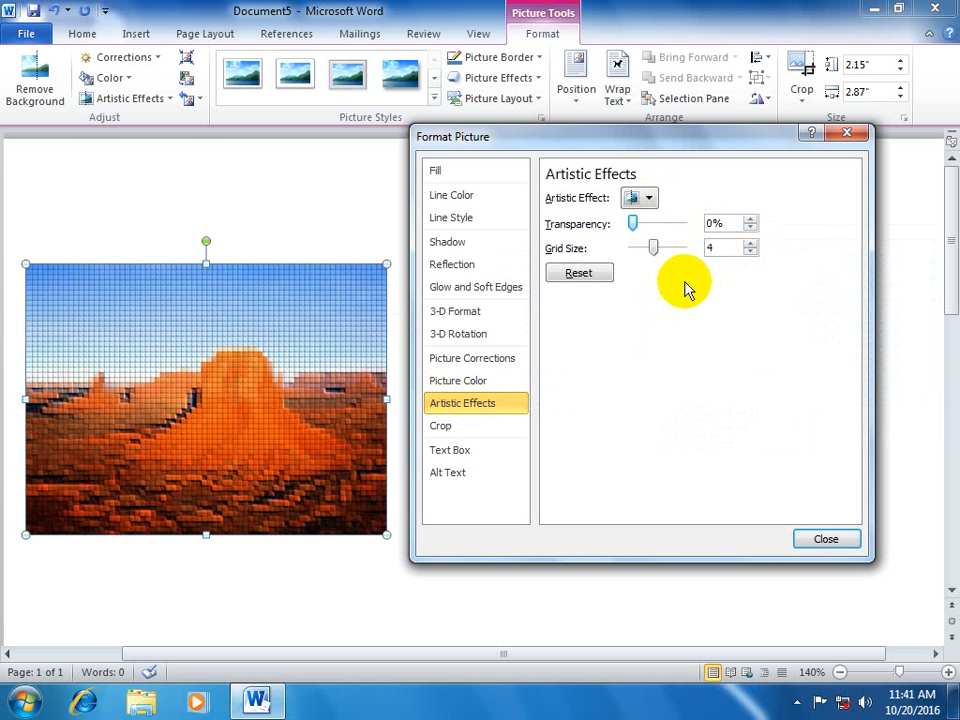 Document5 - Microsoft Word
Picture Tools
File
Home
Insert
Page Layout
References
Mailings
Review
View
Format
Remove
Background
Corrections
Color
Artistic Effects
Adjust
Picture Styles
Picture Border
Picture Effects
Picture Layout
Position
Wrap
Text
Bring Forward
Send Backward
Selection Pane
Arrange
Crop
2.15"
2.87"
Size
Format Picture
Fill
Line Color
Line Style
Shadow
Reflection
Glow and Soft Edges
3-D Format
3-D Rotation
Picture Corrections
Picture Color
Artistic Effects
Crop
Text Box
Alt Text
Artistic Effects
Artistic Effect:
Transparency:
0%
Grid Size:
4
Reset
Close
Page: 1 of 1
Words: 0
140%
11:41 AM
10/20/2016